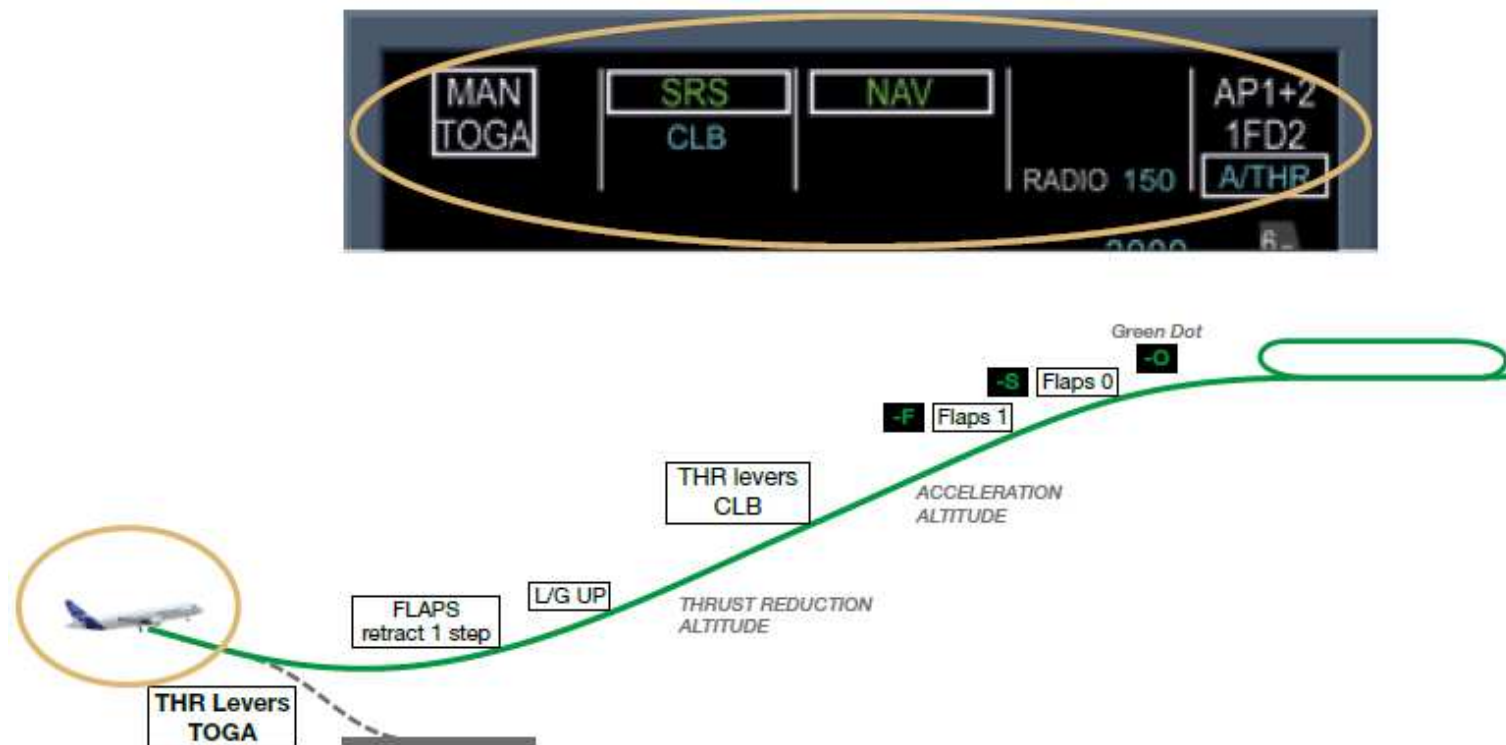 MAN SRS NAV AP1+2
TOGA CLB 1FD2
RADIO 150 A/THR
6-
Green Dot
-O
-S Flaps 0
-F Flaps 1
THR levers
CLB
ACCELERATION
ALTITUDE
L/G UP
THRUST REDUCTION
ALTITUDE
FLAPS
retract 1 step
THR Levers
TOGA